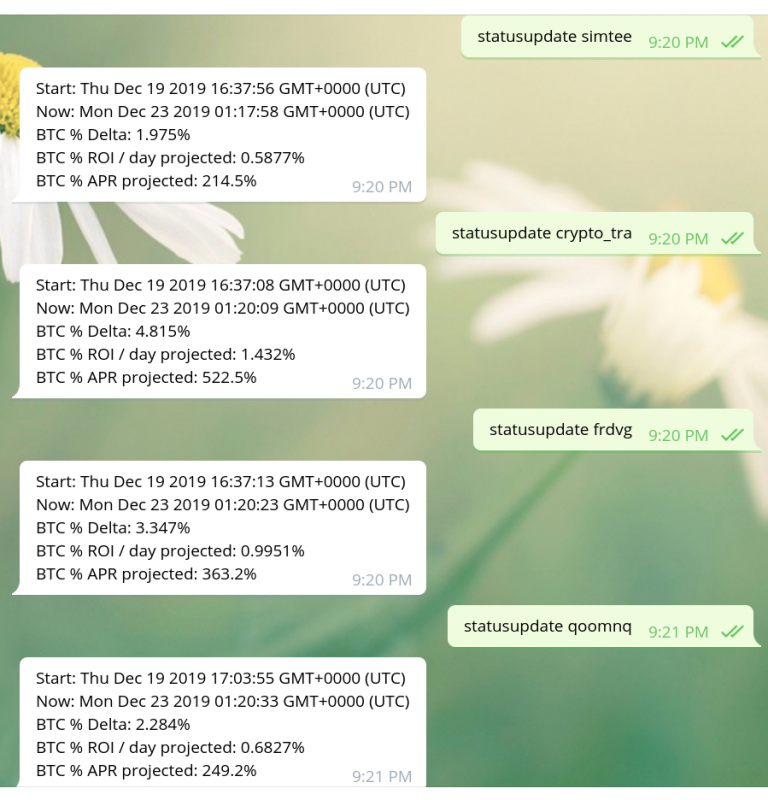 statusupdate simtee 9:20 PM
Start: Thu Dec 19 2019 16:37:56 GMT+0000 (UTC)
Now: Mon Dec 23 2019 01:17:58 GMT+0000 (UTC)
BTC % Delta: 1.975%
BTC % ROI / day projected: 0.5877%
BTC % APR projected: 214.5% 9:20 PM
statusupdate crypto_tra 9:20 PM
Start: Thu Dec 19 2019 16:37:08 GMT+0000 (UTC)
Now: Mon Dec 23 2019 01:20:09 GMT+0000 (UTC)
BTC % Delta: 4.815%
BTC % ROI / day projected: 1.432%
BTC % APR projected: 522.5% 9:20 PM
statusupdate frdvg 9:20 PM
Start: Thu Dec 19 2019 16:37:13 GMT+0000 (UTC)
Now: Mon Dec 23 2019 01:20:23 GMT+0000 (UTC)
BTC % Delta: 3.347%
BTC % ROI / day projected: 0.9951%
BTC % APR projected: 363.2% 9:20 PM
statusupdate qoomnq 9:21 PM
Start: Thu Dec 19 2019 17:03:55 GMT+0000 (UTC)
Now: Mon Dec 23 2019 01:20:33 GMT+0000 (UTC)
BTC % Delta: 2.284%
BTC % ROI / day projected: 0.6827%
BTC % APR projected: 249.2% 9:21 PM